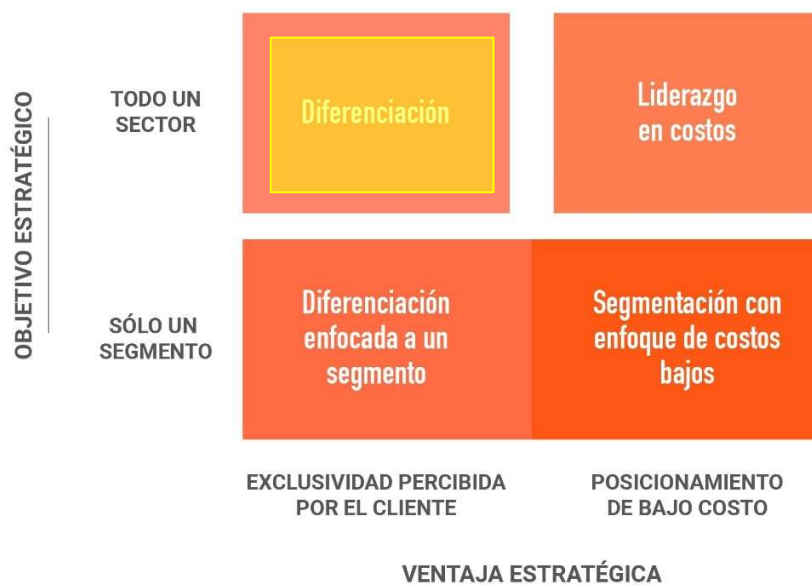 OBJETIVO ESTRATÉGICO
TODO UN
SECTOR
Diferenciación
Liderazgo
en costos
SÓLO UN
SEGMENTO
Diferenciación
enfocada a un
segmento
Segmentación con
enfoque de costos
bajos
EXCLUSIVIDAD PERCIBIDA
POR EL CLIENTE
POSICIONAMIENTO
DE BAJO COSTO
VENTAJA ESTRATÉGICA